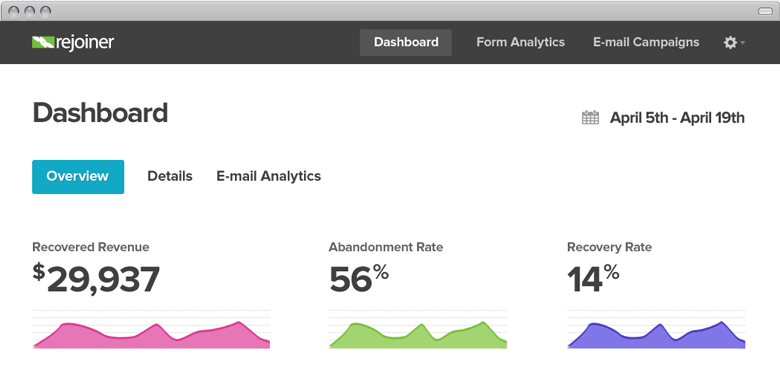 rejoiner Dashboard Form Analytics E-mail Campaigns
Dashboard
April 5th - April 19th
Overview Details E-mail Analytics
Recovered Revenue Abandonment Rate Recovery Rate
$29,937 56% 14%